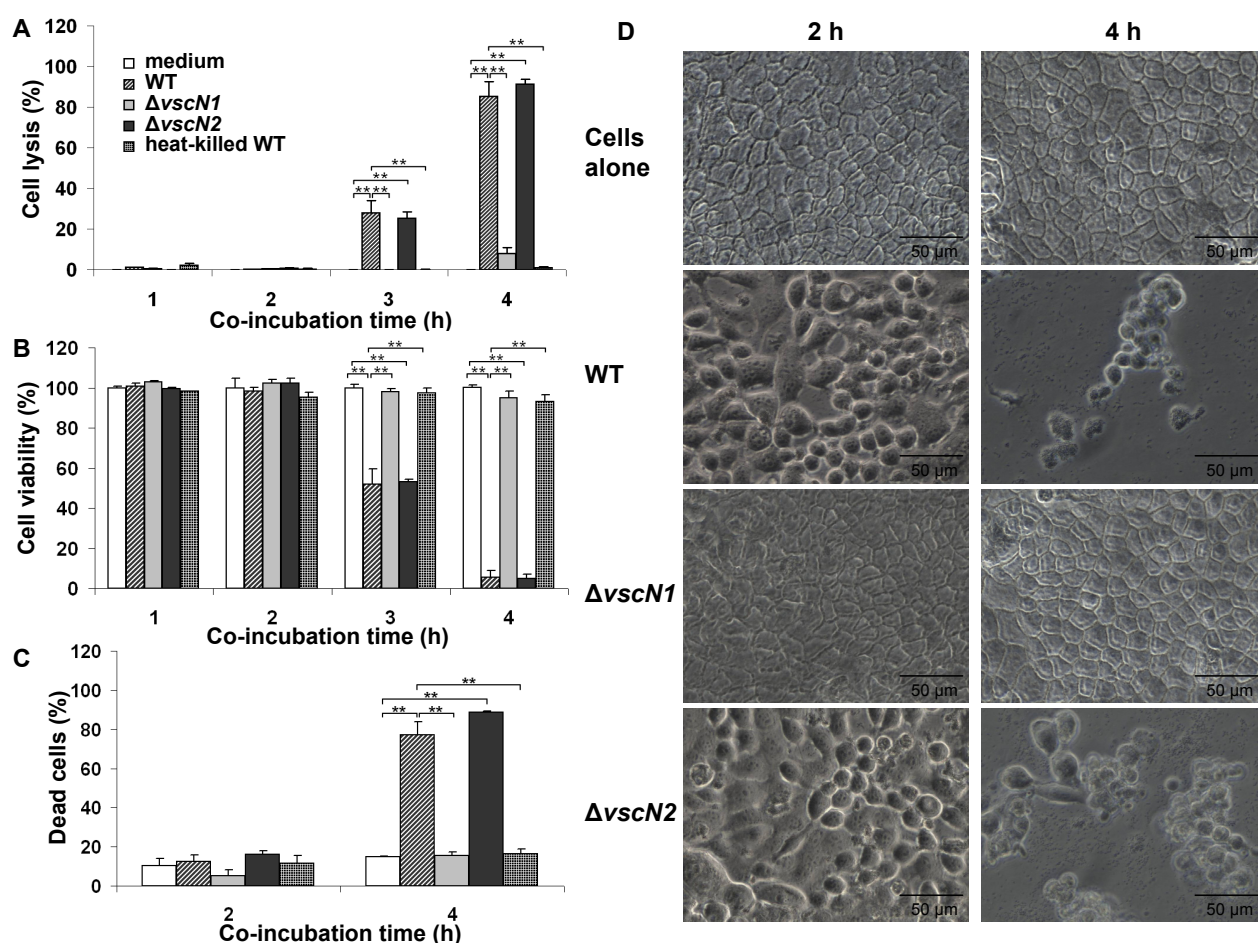 A
Cell lysis (%)
120
100
80
60
40
20
0
medium
WT
ΔvscN1
ΔvscN2
heat-killed WT
** **
**
**
** **
**
**
1 2 3 4
Co-incubation time (h)
B
Cell viability (%)
120
100
80
60
40
20
0
** **
**
**
** **
**
**
1 2 3 4
Co-incubation time (h)
C
Dead cells (%)
120
100
80
60
40
20
0
** **
**
**
2 4
Co-incubation time (h)
D
2 h 4 h
Cells
alone
50 µm 50 µm
WT
50 µm 50 µm
ΔvscN1
50 µm 50 µm
ΔvscN2
50 µm 50 µm